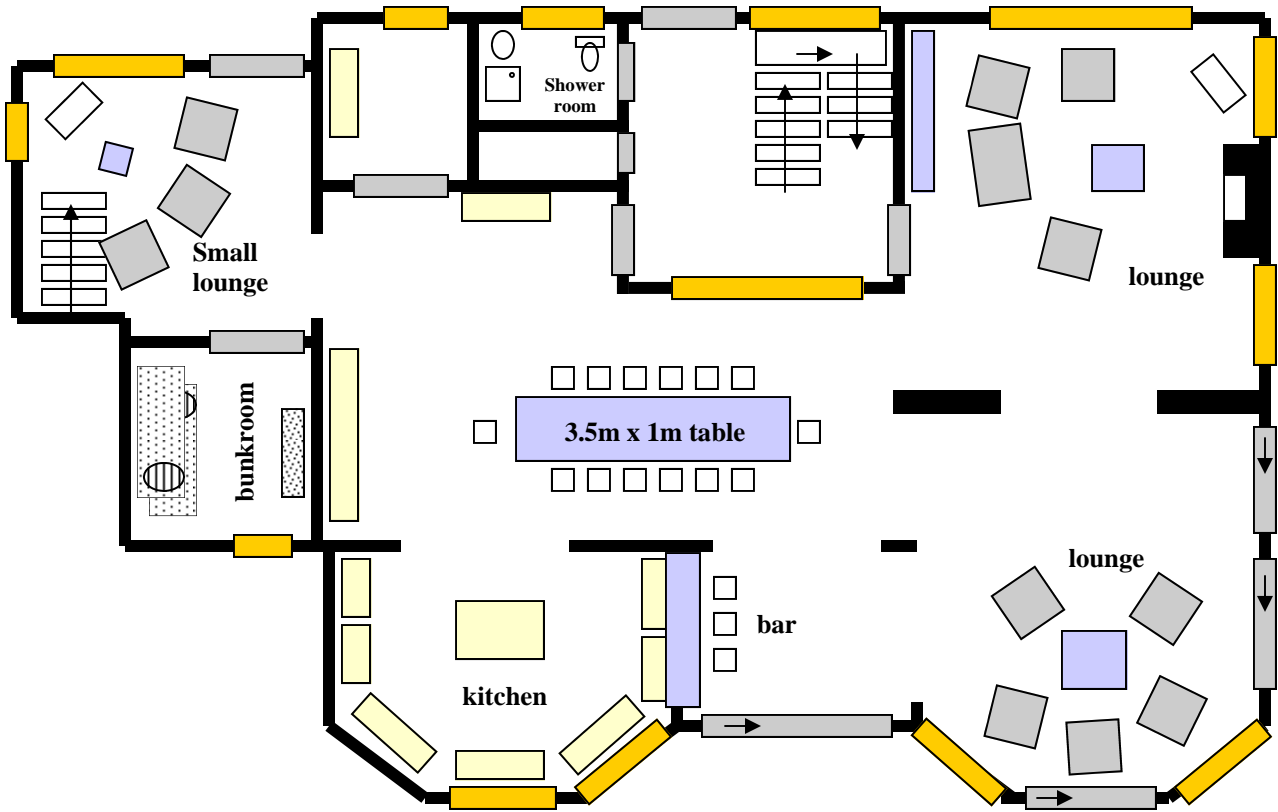 Shower
room
Small
lounge
lounge
bunkroom
3.5m x 1m table
lounge
bar
kitchen